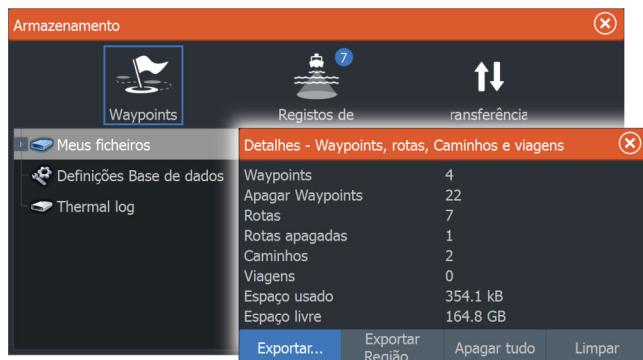 Armazenamento
7
Waypoints
Registos de
ransferência
Meus ficheiros
Definições Base de dados
Thermal log
Detalhes - Waypoints, rotas, Caminhos e viagens
Waypoints 4
Apagar Waypoints 22
Rotas 7
Rotas apagadas 1
Caminhos 2
Viagens 0
Espaço usado 354.1 kB
Espaço livre 164.8 GB
Exportar...
Exportar
Região
Apagar tudo
Limpar